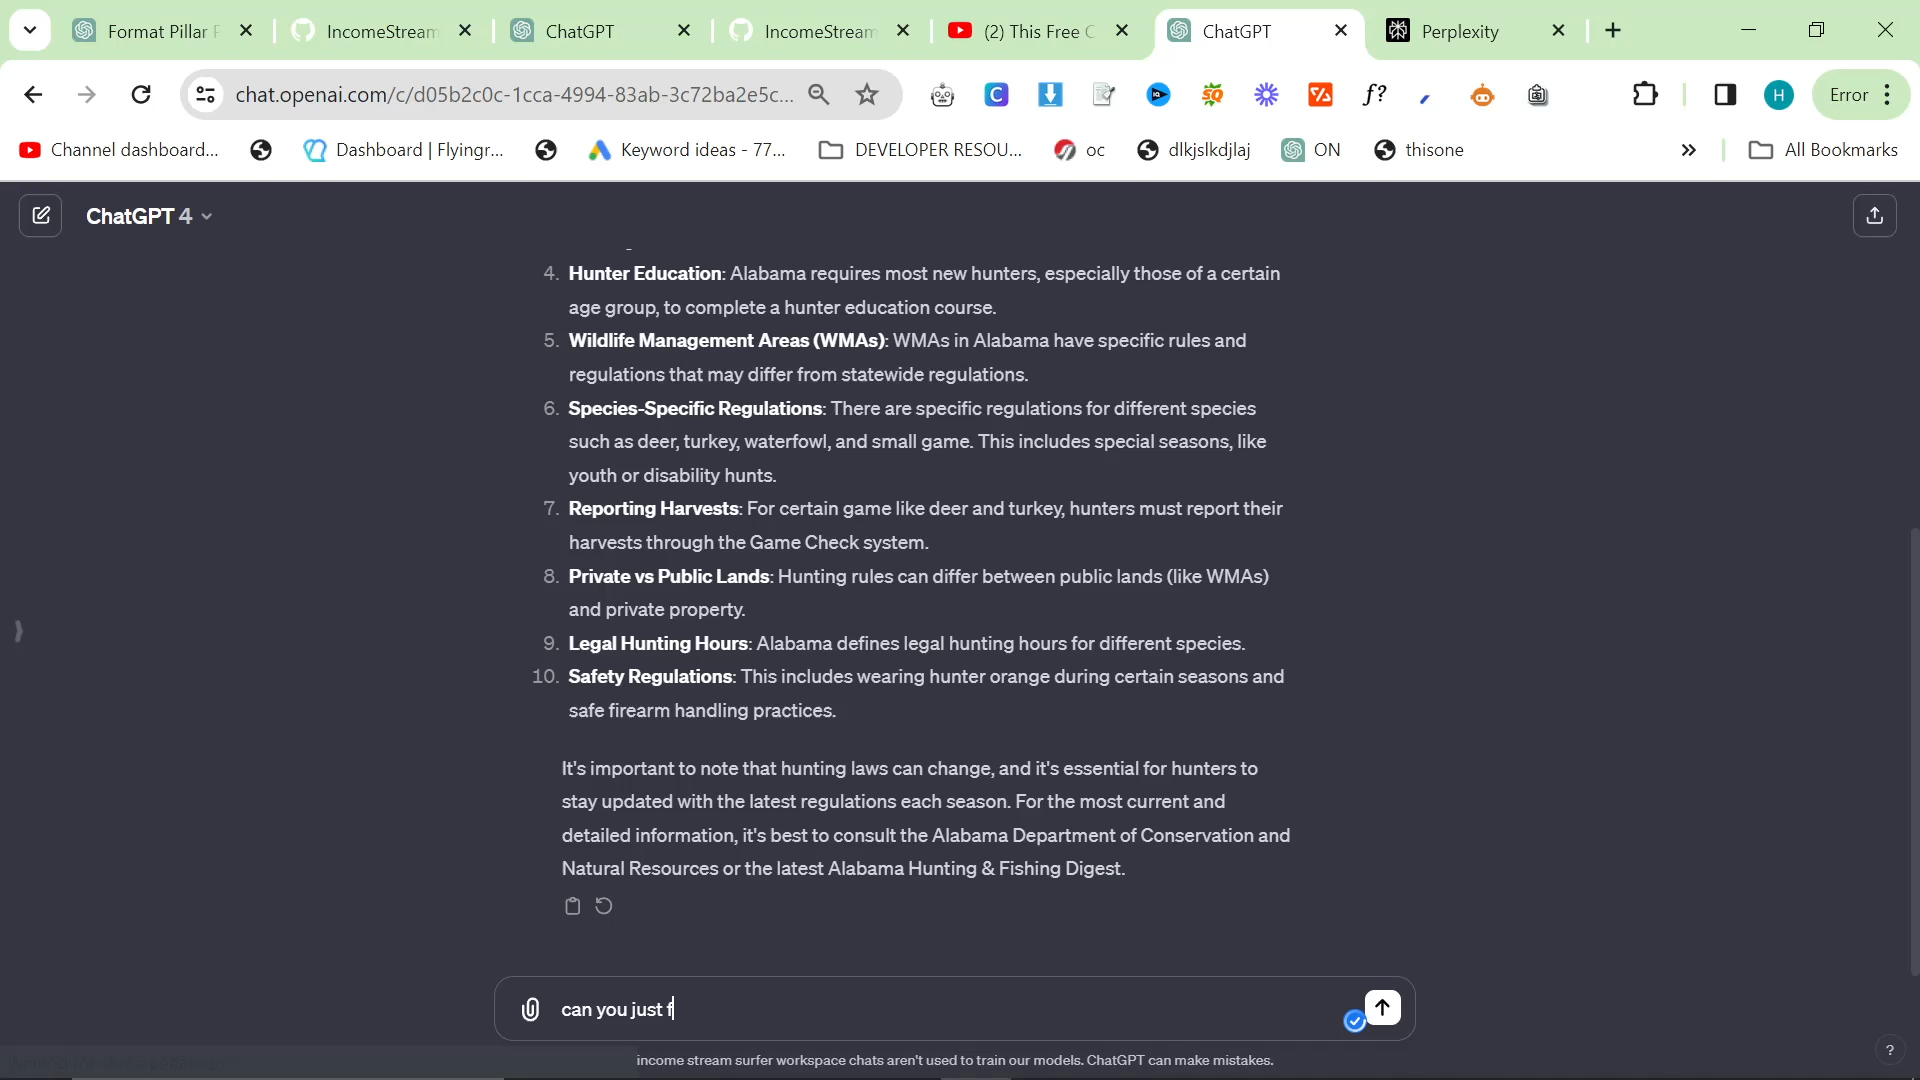 Format Pillar P
IncomeStream
ChatGPT
IncomeStream
(2) This Free C
ChatGPT
Perplexity
chat.openai.com/c/d05b2c0c-1cca-4994-83ab-3c72ba2e5c...
Error
Channel dashboard...
Dashboard | Flyingr...
Keyword ideas - 77...
DEVELOPER RESOU...
oc
dlkjslkdjlaj
ON
thisone
All Bookmarks
ChatGPT 4
4. Hunter Education: Alabama requires most new hunters, especially those of a certain
age group, to complete a hunter education course.
5. Wildlife Management Areas (WMAs): WMAs in Alabama have specific rules and
regulations that may differ from statewide regulations.
6. Species-Specific Regulations: There are specific regulations for different species
such as deer, turkey, waterfowl, and small game. This includes special seasons, like
youth or disability hunts.
7. Reporting Harvests: For certain game like deer and turkey, hunters must report their
harvests through the Game Check system.
8. Private vs Public Lands: Hunting rules can differ between public lands (like WMAs)
and private property.
9. Legal Hunting Hours: Alabama defines legal hunting hours for different species.
10. Safety Regulations: This includes wearing hunter orange during certain seasons and
safe firearm handling practices.
It's important to note that hunting laws can change, and it's essential for hunters to
stay updated with the latest regulations each season. For the most current and
detailed information, it's best to consult the Alabama Department of Conservation and
Natural Resources or the latest Alabama Hunting & Fishing Digest.
can you just f
income stream surfer workspace chats aren't used to train our models. ChatGPT can make mistakes.
?